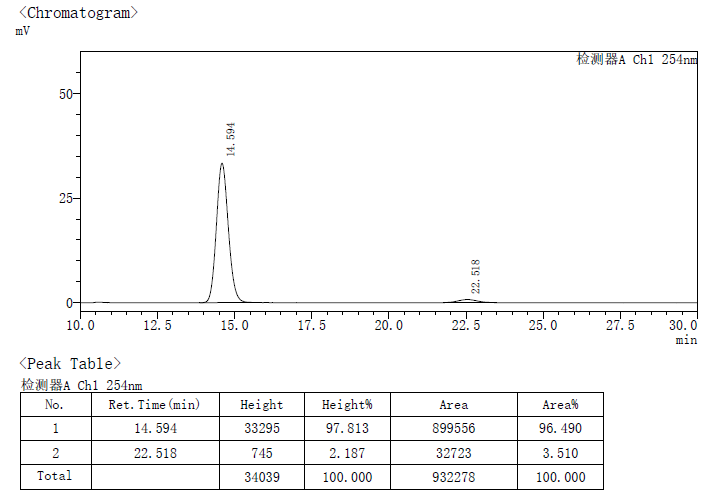 <Chromatogram>
mV
检测器A Ch1 254nm
50
14.594
25
22.518
0
10.0 12.5 15.0 17.5 20.0 22.5 25.0 27.5 30.0
min
<Peak Table>
检测器A Ch1 254nm
No. Ret.Time(min) Height Height% Area Area%
1 14.594 33295 97.813 899556 96.490
2 22.518 745 2.187 32723 3.510
Total 34039 100.000 932278 100.000